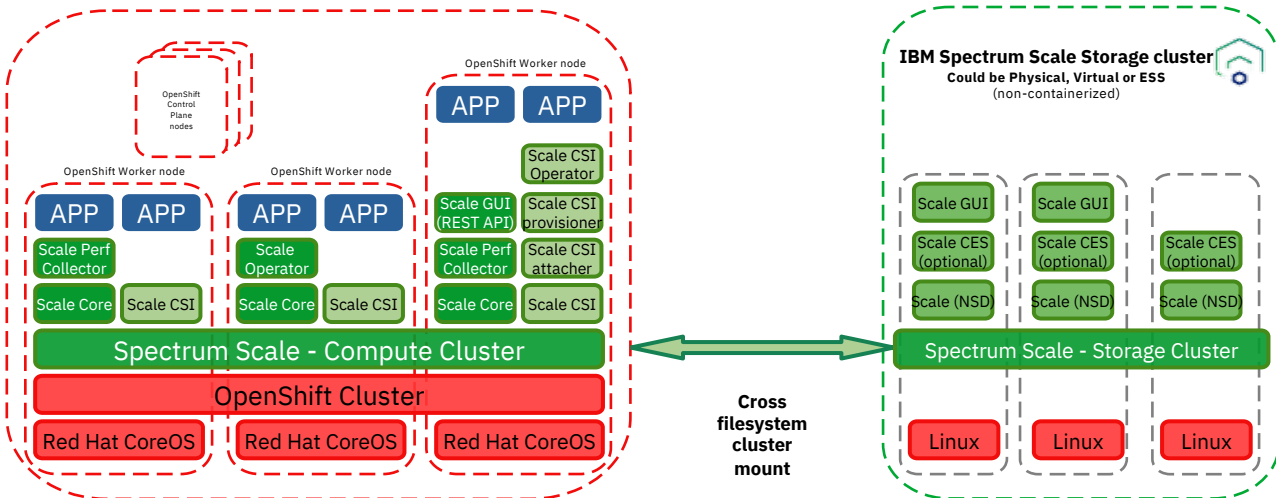 OpenShift
Control
Plane
nodes
OpenShift Worker node
APP
APP
Scale Perf
Collector
Scale Core
Scale CSI
OpenShift Worker node
APP
APP
Scale
Operator
Scale Core
Scale CSI
OpenShift Worker node
APP
APP
Scale CSI
Operator
Scale GUI
(REST API)
Scale CSI
provisioner
Scale Perf
Collector
Scale CSI
attacher
Scale Core
Scale CSI
Spectrum Scale - Compute Cluster
OpenShift Cluster
Red Hat CoreOS
Red Hat CoreOS
Red Hat CoreOS
Cross
filesystem
cluster
mount
IBM Spectrum Scale Storage cluster
Could be Physical, Virtual or ESS
(non-containerized)
Scale GUI
Scale CES
(optional)
Scale (NSD)
Scale GUI
Scale CES
(optional)
Scale (NSD)
Scale CES
(optional)
Scale (NSD)
Spectrum Scale - Storage Cluster
Linux
Linux
Linux